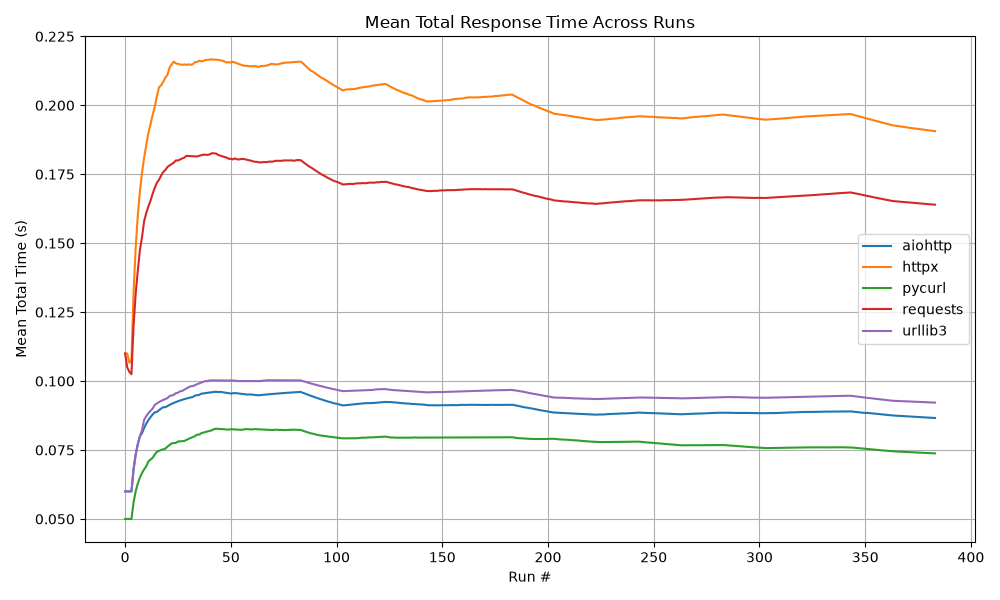 Mean Total Response Time Across Runs
0.225
0.200
0.175
0.150
0.125
0.100
0.075
0.050
Mean Total Time (s)
aiohttp
httpx
pycurl
requests
urllib3
0 50 100 150 200 250 300 350 400
Run #